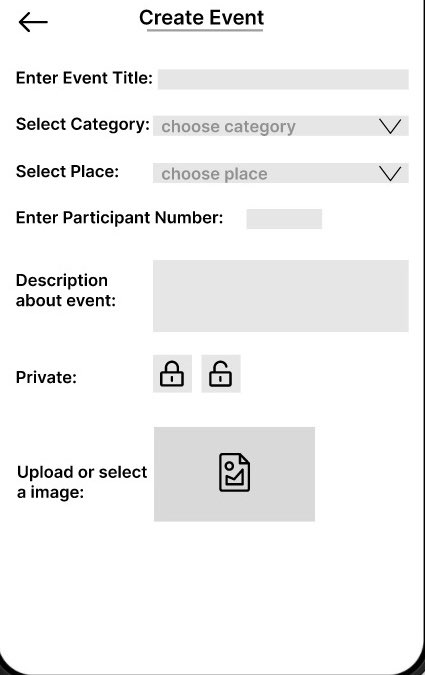 Create Event
Enter Event Title:
Select Category: choose category
Select Place: choose place
Enter Participant Number:
Description
about event:
Private:
Upload or select
a image: